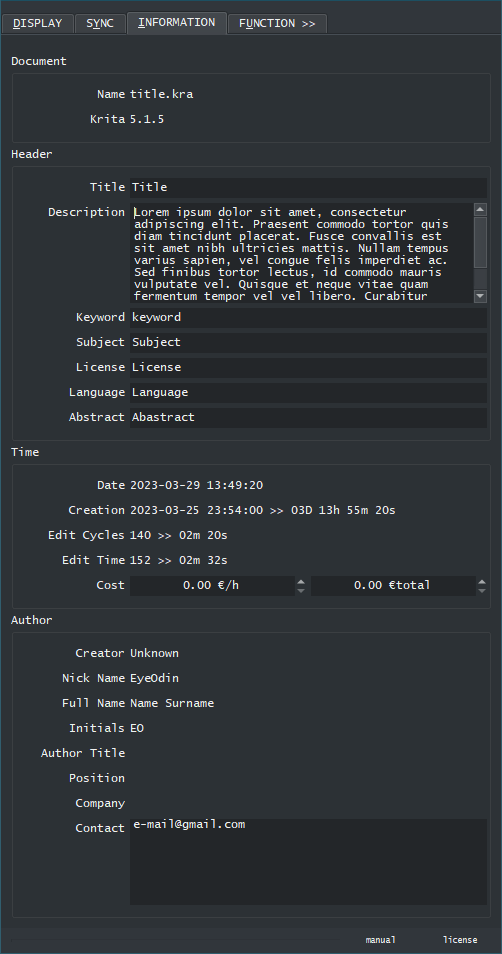 DISPLAY SYNC INFORMATION FUNCTION >>
Document
Name title.kra
Krita 5.1.5
Header
Title Title
Description Lorem ipsum dolor sit amet, consectetur
adipiscing elit. Praesent commodo tortor quis
diam tincidunt placerat. Fusce convallis est
sit amet nibh ultricies mattis. Nullam tempus
varius sapien, vel congue felis imperdiet ac.
Sed finibus tortor lectus, id commodo mauris
vulputate vel. Quisque et neque vitae quam
fermentum tempor vel vel libero. Curabitur
Keyword keyword
Subject Subject
License License
Language Language
Abstract Abastract
Time
Date 2023-03-29 13:49:20
Creation 2023-03-25 23:54:00 >> 03D 13h 55m 20s
Edit Cycles 140 >> 02m 20s
Edit Time 152 >> 02m 32s
Cost 0.00 €/h 0.00 €total
Author
Creator Unknown
Nick Name EyeOdin
Full Name Name Surname
Initials EO
Author Title
Position
Company
Contact e-mail@gmail.com
manual license